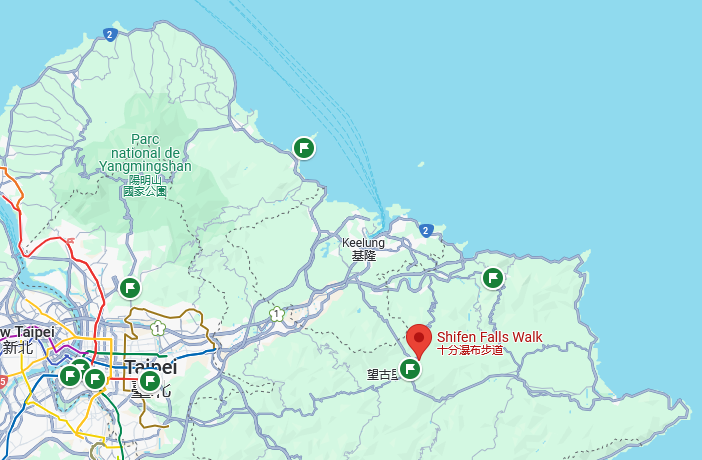 2
Parc
national de
Yangmingshan
陽明山
國家公園
2
Keelung
基隆
1
1
Shifen Falls Walk
十分瀑布步道
望古
w Taipei
新北
Taipei
5